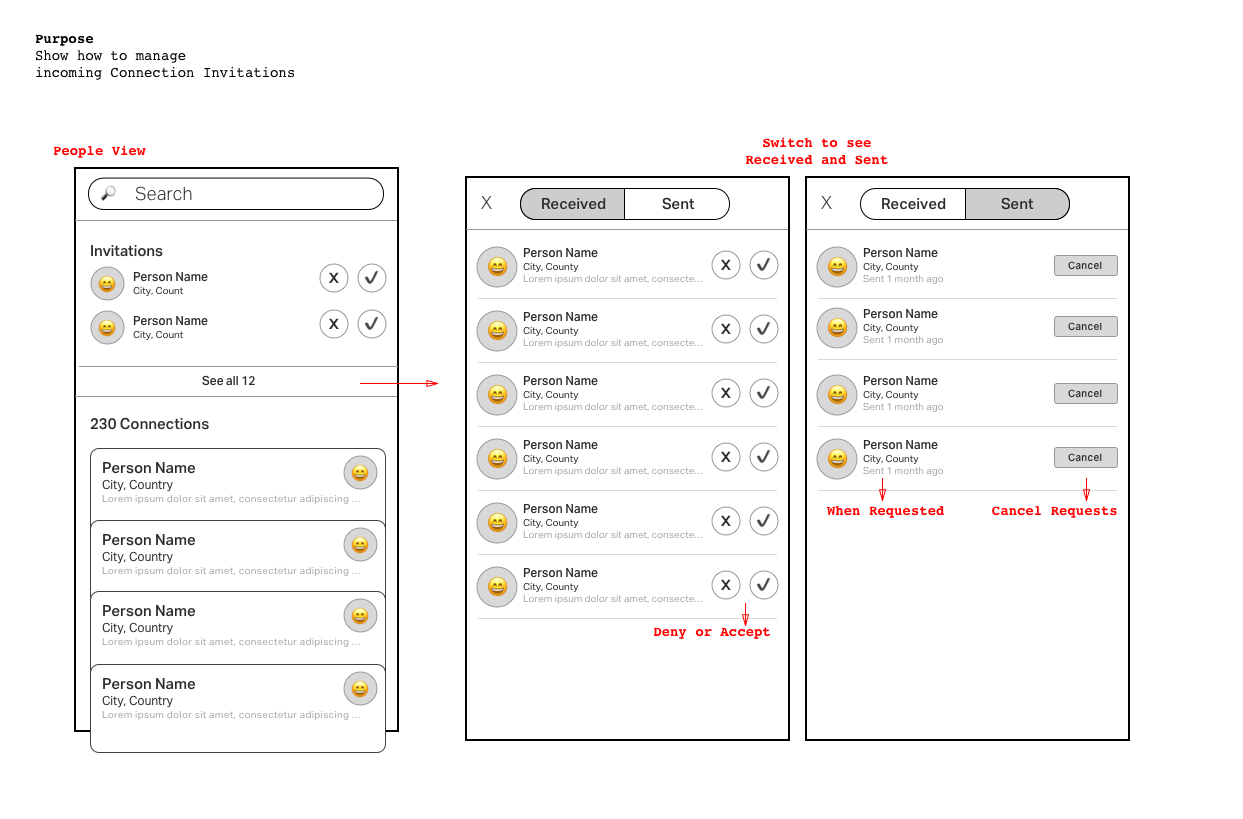 Purpose
Show how to manage
incoming Connection Invitations
People View
Search
Invitations
Person Name
City, Count
X
Person Name
City, Count
X
See all 12
230 Connections
Person Name
City, Country
Lorem ipsum dolor sit amet, consectetur adipiscing ...
Person Name
City, Country
Lorem ipsum dolor sit amet, consectetur adipiscing ...
Person Name
City, Country
Lorem ipsum dolor sit amet, consectetur adipiscing ...
Person Name
City, Country
Lorem ipsum dolor sit amet, consectetur adipiscing ...
Switch to see
Received and Sent
X Received Sent
Person Name
City, County
Lorem ipsum dolor sit amet, consecte...
X
Person Name
City, County
Lorem ipsum dolor sit amet, consecte...
X
Person Name
City, County
Lorem ipsum dolor sit amet, consecte...
X
Person Name
City, County
Lorem ipsum dolor sit amet, consecte...
X
Person Name
City, County
Lorem ipsum dolor sit amet, consecte...
X
Person Name
City, County
Lorem ipsum dolor sit amet, consecte...
X
Deny or Accept
X Received Sent
Person Name
City, County
Sent 1 month ago
Cancel
Person Name
City, County
Sent 1 month ago
Cancel
Person Name
City, County
Sent 1 month ago
Cancel
Person Name
City, County
Sent 1 month ago
Cancel
When Requested
Cancel Requests